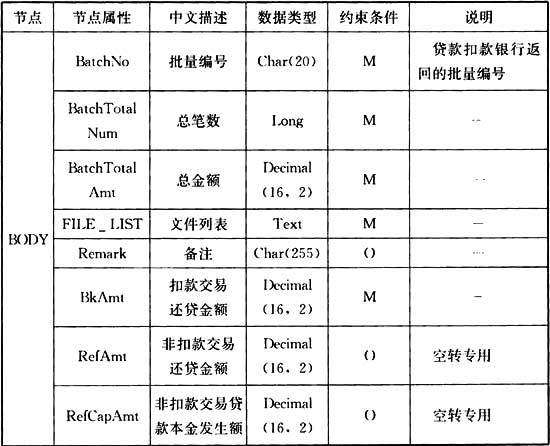 节点 节点属性 中文描述 数据类型 约束条件 说明
BODY
BatchNo 批量编号 Char(20) M 贷款扣款银行返
回的批量编号
BatchTotal
Num 总笔数 Long M —
BatchTotal
Amt 总金额 Decimal
(16，2) M —
FILE_LIST 文件列表 Text M —
Remark 备注 Char(255) O —
BkAmt 扣款交易
还贷金额 Decimal
(16，2) M —
RefAmt 非扣款交易
还贷金额 Decimal
(16，2) O 空转专用
RefCapAmt 非扣款交易贷
款本金发生额 Decimal
(16，2) O 空转专用